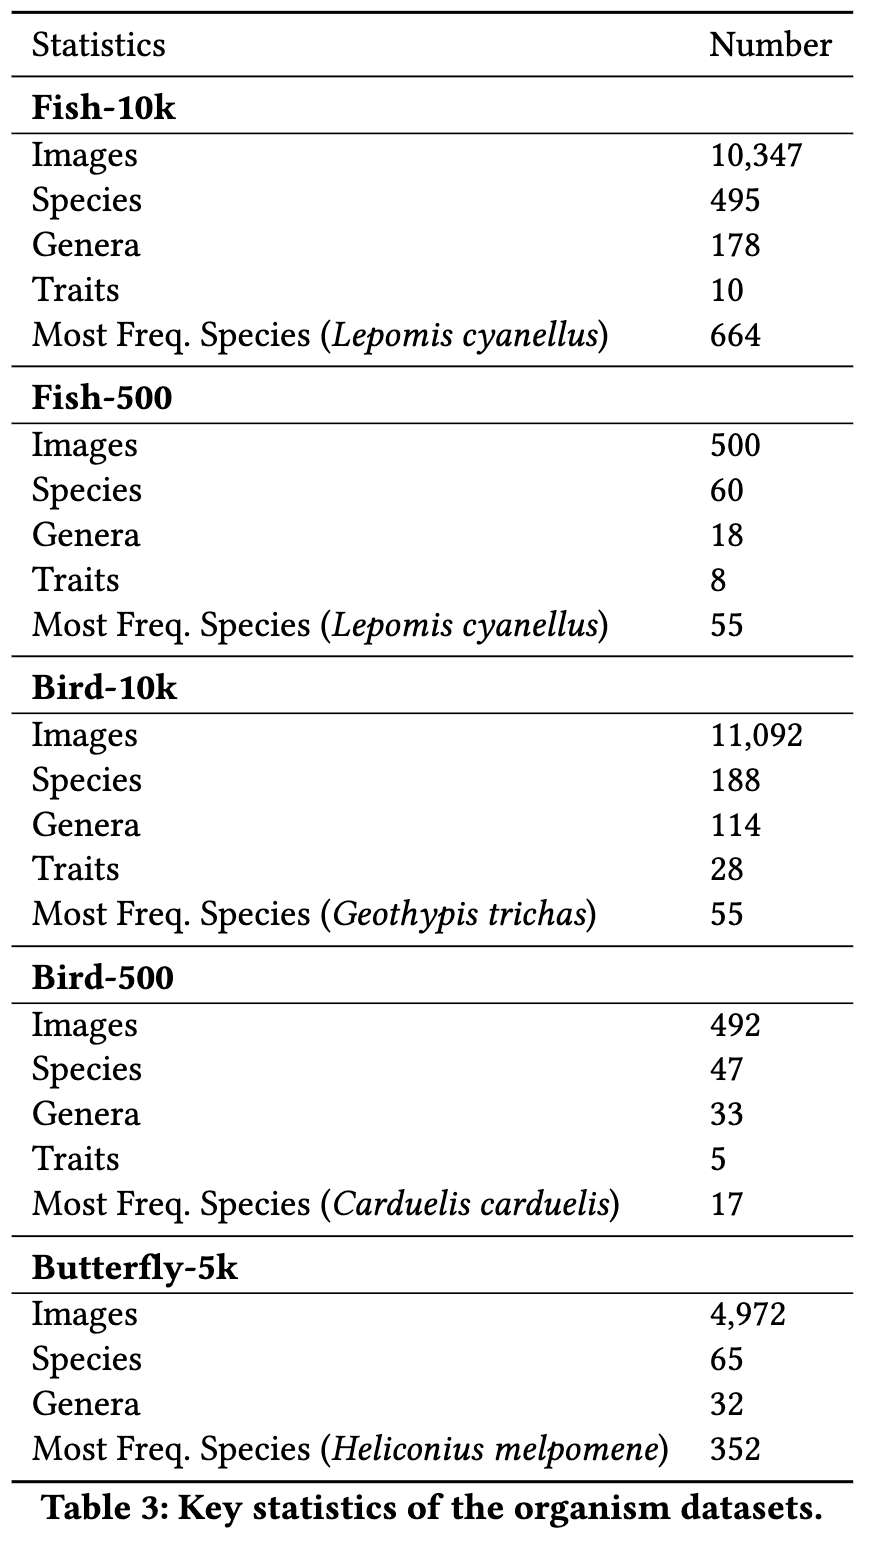 Statistics Number
Fish-10k
Images 10,347
Species 495
Genera 178
Traits 10
Most Freq. Species (Lepomis cyanellus) 664
Fish-500
Images 500
Species 60
Genera 18
Traits 8
Most Freq. Species (Lepomis cyanellus) 55
Bird-10k
Images 11,092
Species 188
Genera 114
Traits 28
Most Freq. Species (Geothypis trichas) 55
Bird-500
Images 492
Species 47
Genera 33
Traits 5
Most Freq. Species (Carduelis carduelis) 17
Butterfly-5k
Images 4,972
Species 65
Genera 32
Most Freq. Species (Heliconius melpomene) 352
Table 3: Key statistics of the organism datasets.